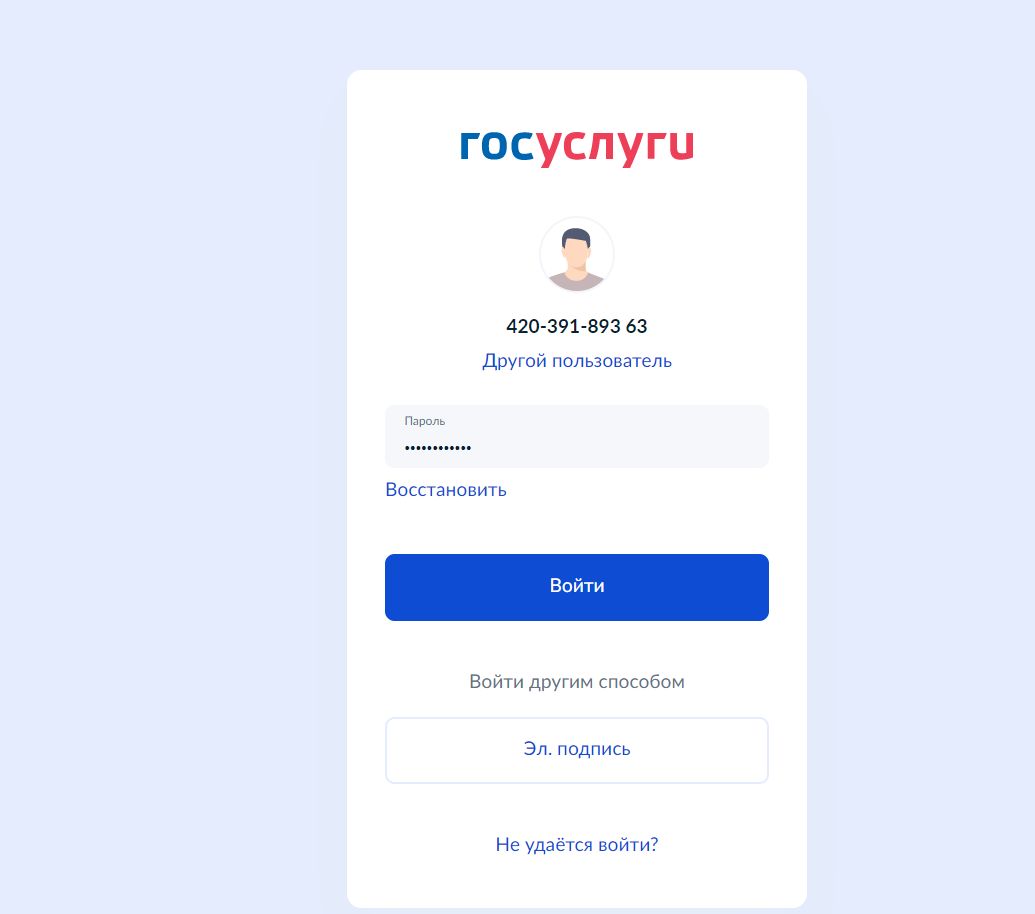 госуслуги
420-391-893 63
Другой пользователь
Пароль
••••••••••••
Восстановить
Войти
Войти другим способом
Эл. подпись
Не удаётся войти?